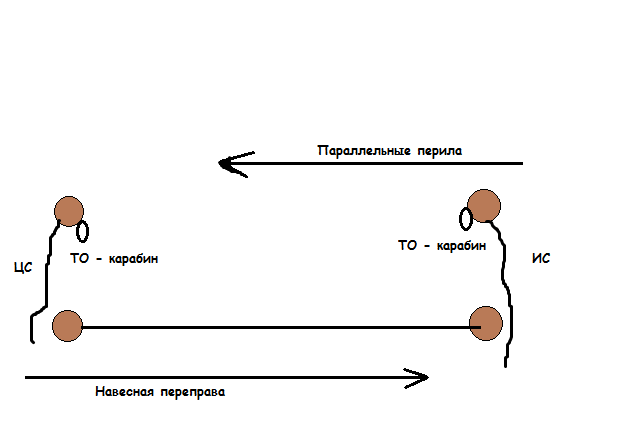 Параллельные перила
ТО - карабин
ИС
ЦС
ТО - карабин
Навесная переправа